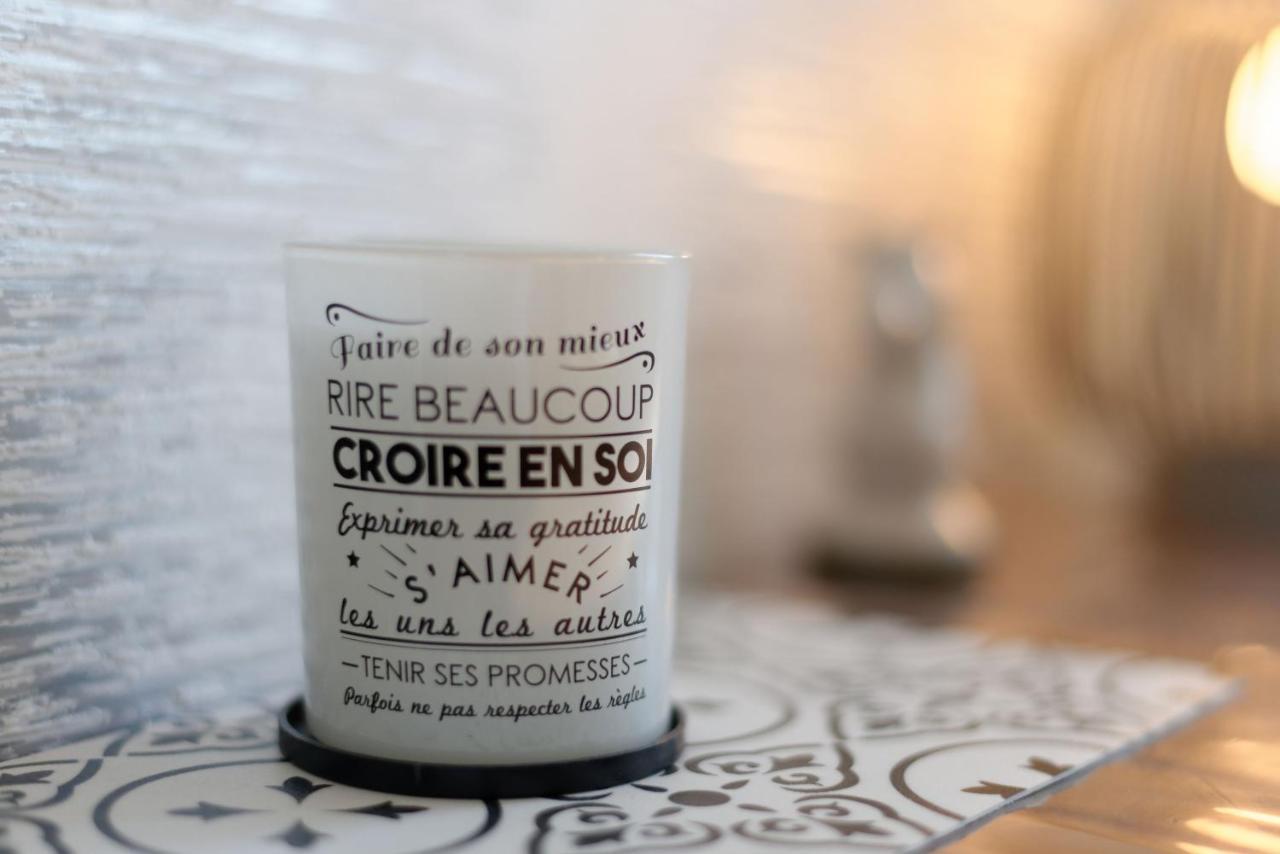 Faire de son mieux
RIRE BEAUCOUP
CROIRE EN SOI
Exprimer sa gratitude
S'AIMER
les uns les autres
-TENIR SES PROMESSES-
Parfois ne pas respecter les règles